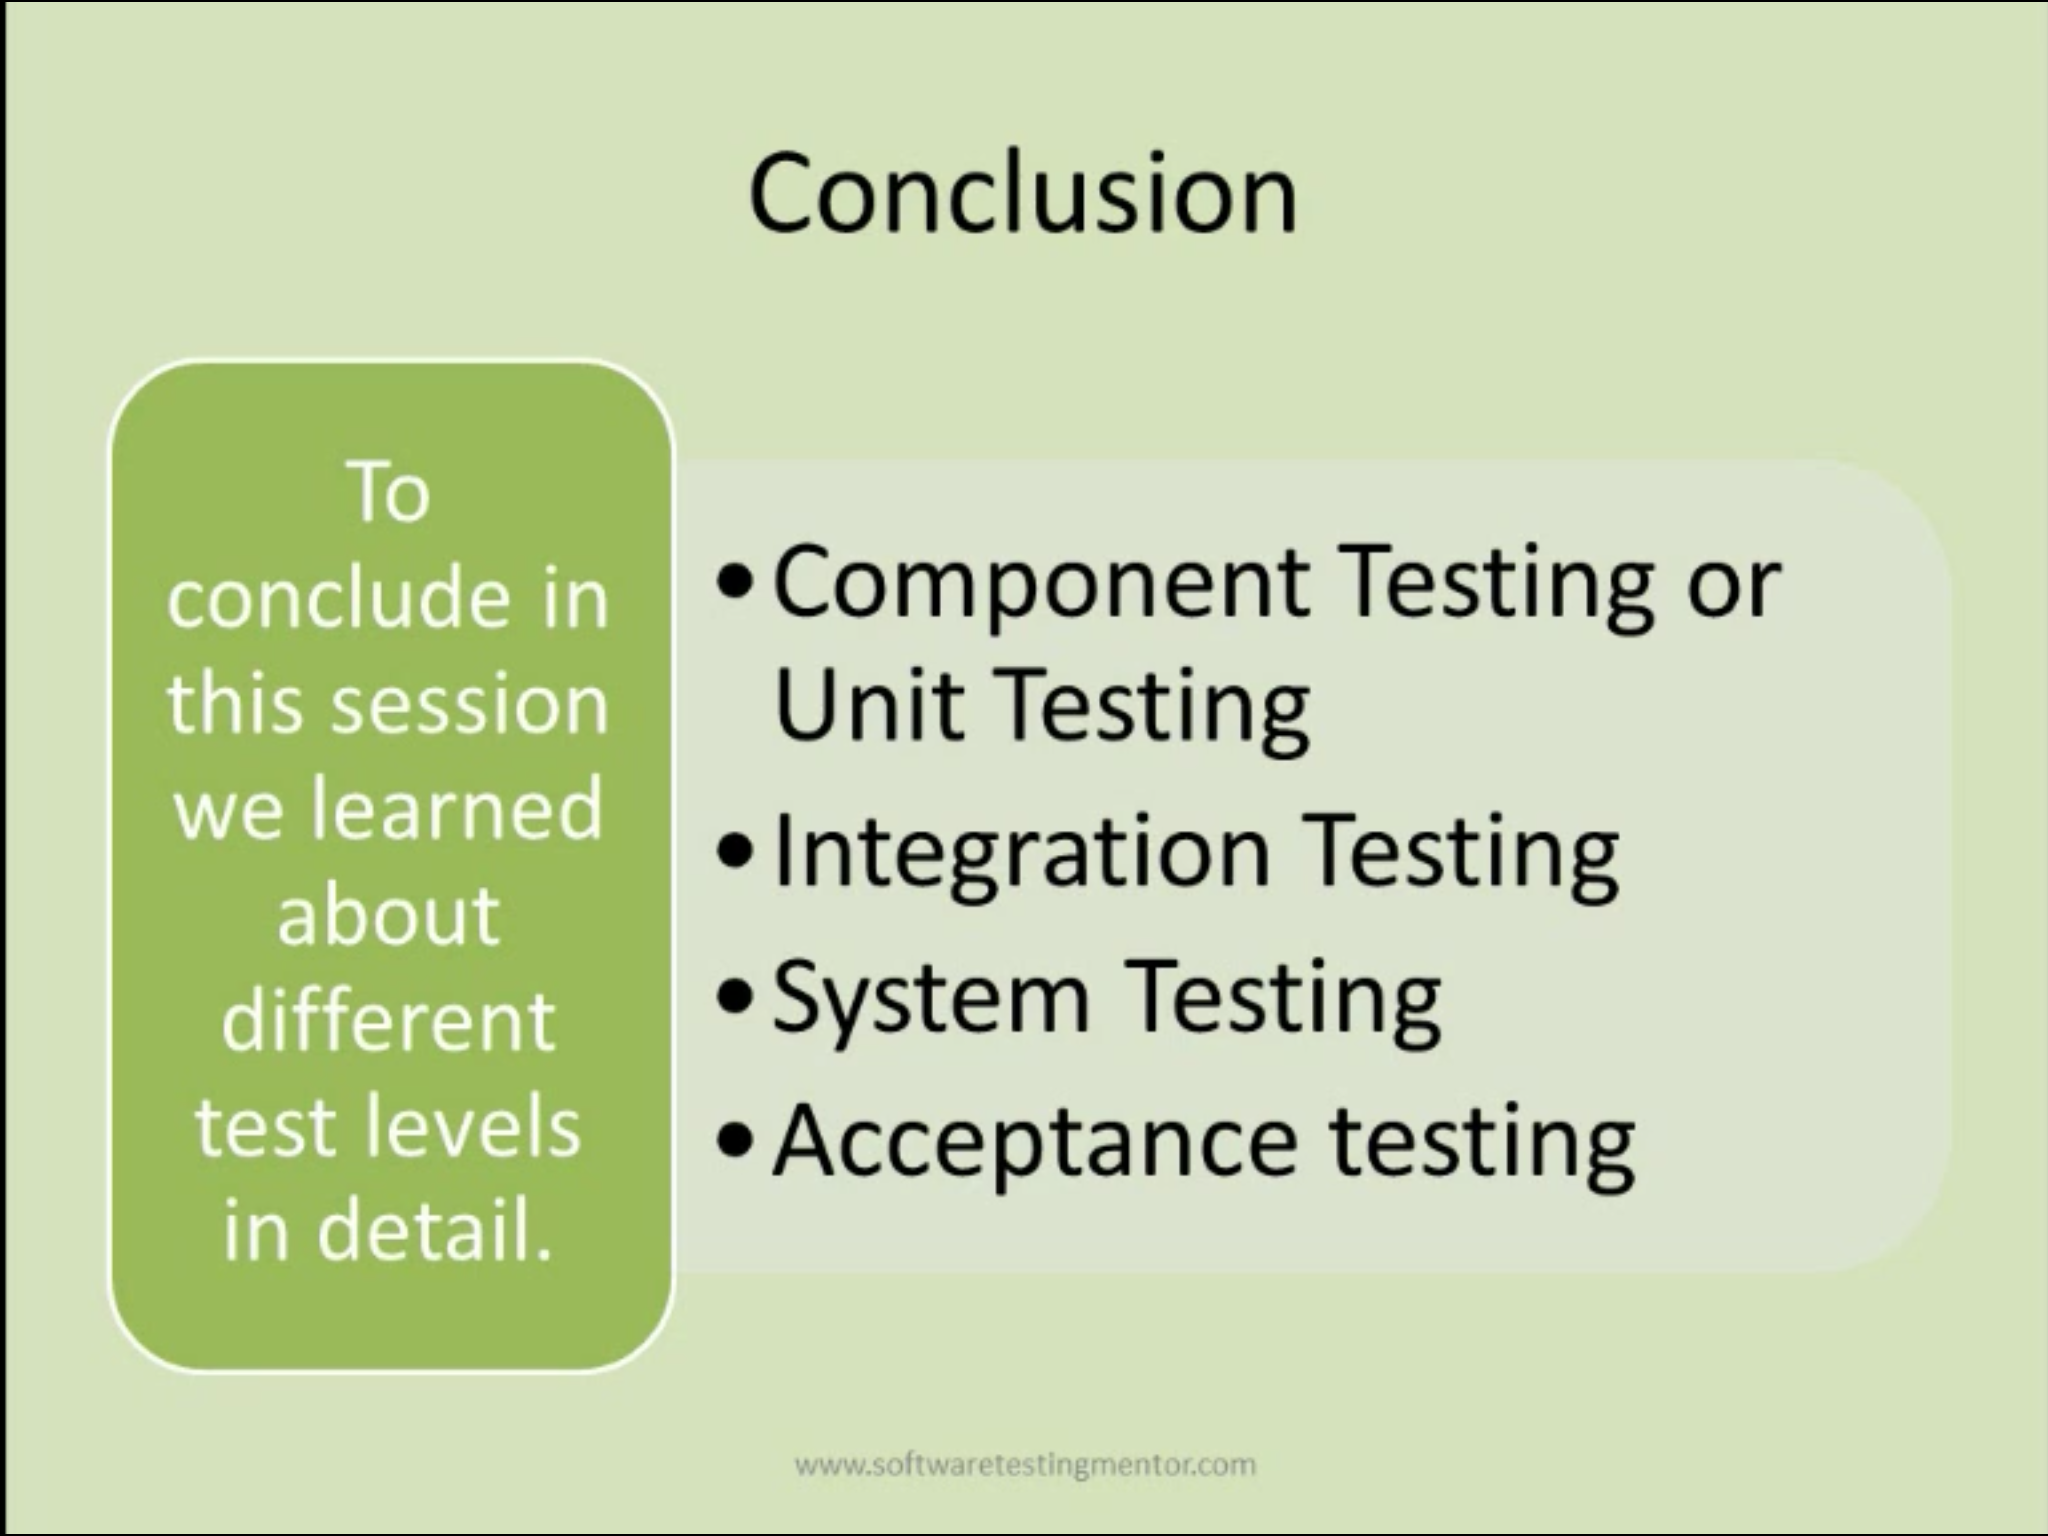 Conclusion
To
conclude in
this session
we learned
about
different
test levels
in detail.
•Component Testing or
Unit Testing
•Integration Testing
•System Testing
•Acceptance testing
www.softwaretestingmentor.com